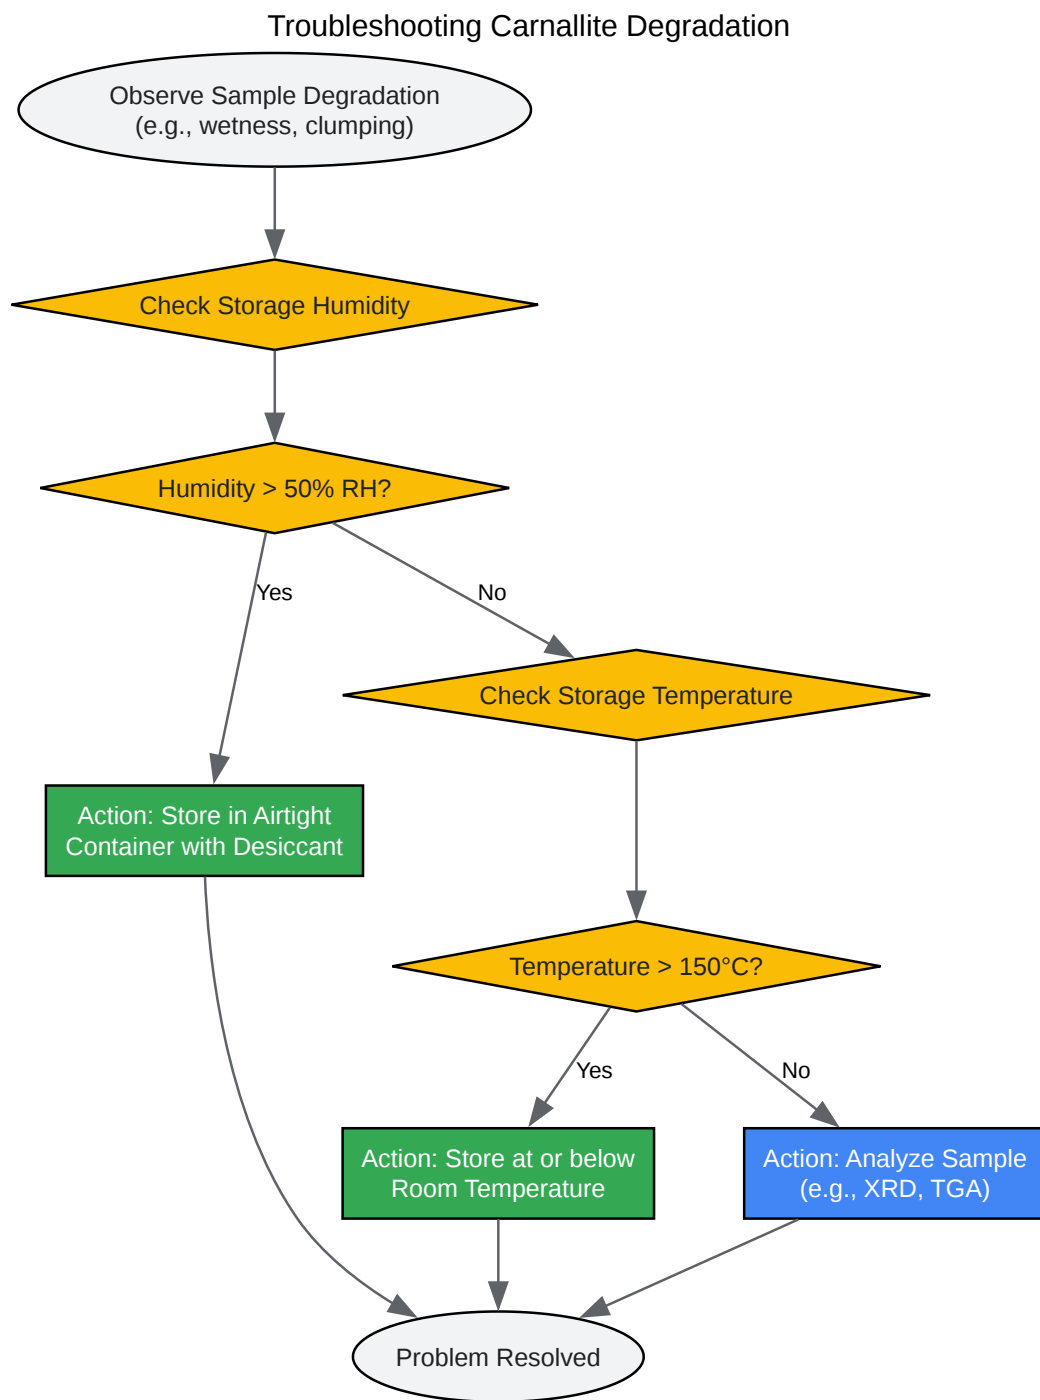 Troubleshooting Carnallite Degradation
Observe Sample Degradation
(e.g., wetness, clumping)
Check Storage Humidity
Humidity > 50% RH?
Yes
No
Check Storage Temperature
Action: Store in Airtight
Container with Desiccant
Temperature > 150°C?
Yes
No
Action: Store at or below
Room Temperature
Action: Analyze Sample
(e.g., XRD, TGA)
Problem Resolved